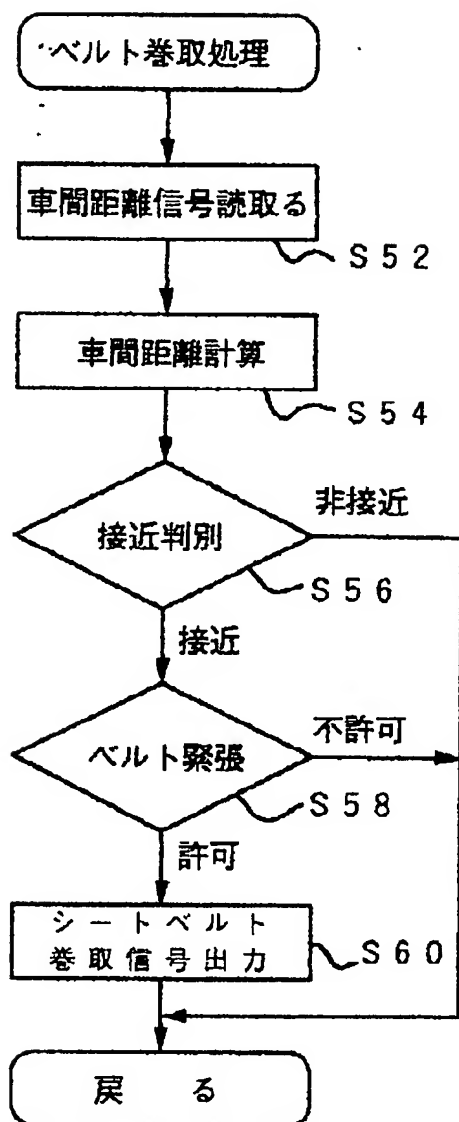 ベルト巻取処理
車間距離信号読取る
S52
車間距離計算
S54
接近判別
非接近
S56
接近
ベルト緊張
不許可
S58
許可
シートベルト
巻取信号出力
S60
戻る